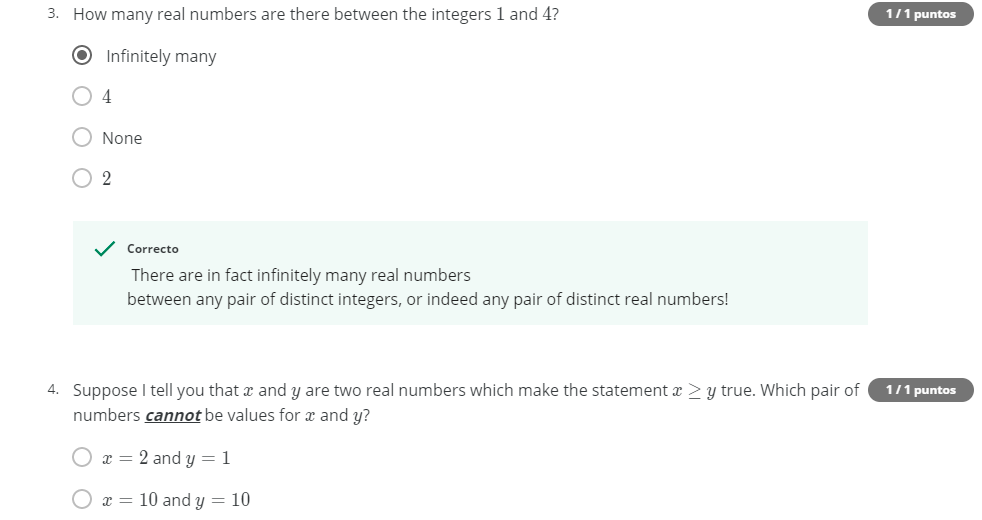 3. How many real numbers are there between the integers 1 and 4?
1 / 1 puntos
Infinitely many
4
None
2
Correcto
There are in fact infinitely many real numbers
between any pair of distinct integers, or indeed any pair of distinct real numbers!
4. Suppose I tell you that x and y are two real numbers which make the statement x ≥ y true. Which pair of
1 / 1 puntos
numbers cannot be values for x and y?
x = 2 and y = 1
x = 10 and y = 10